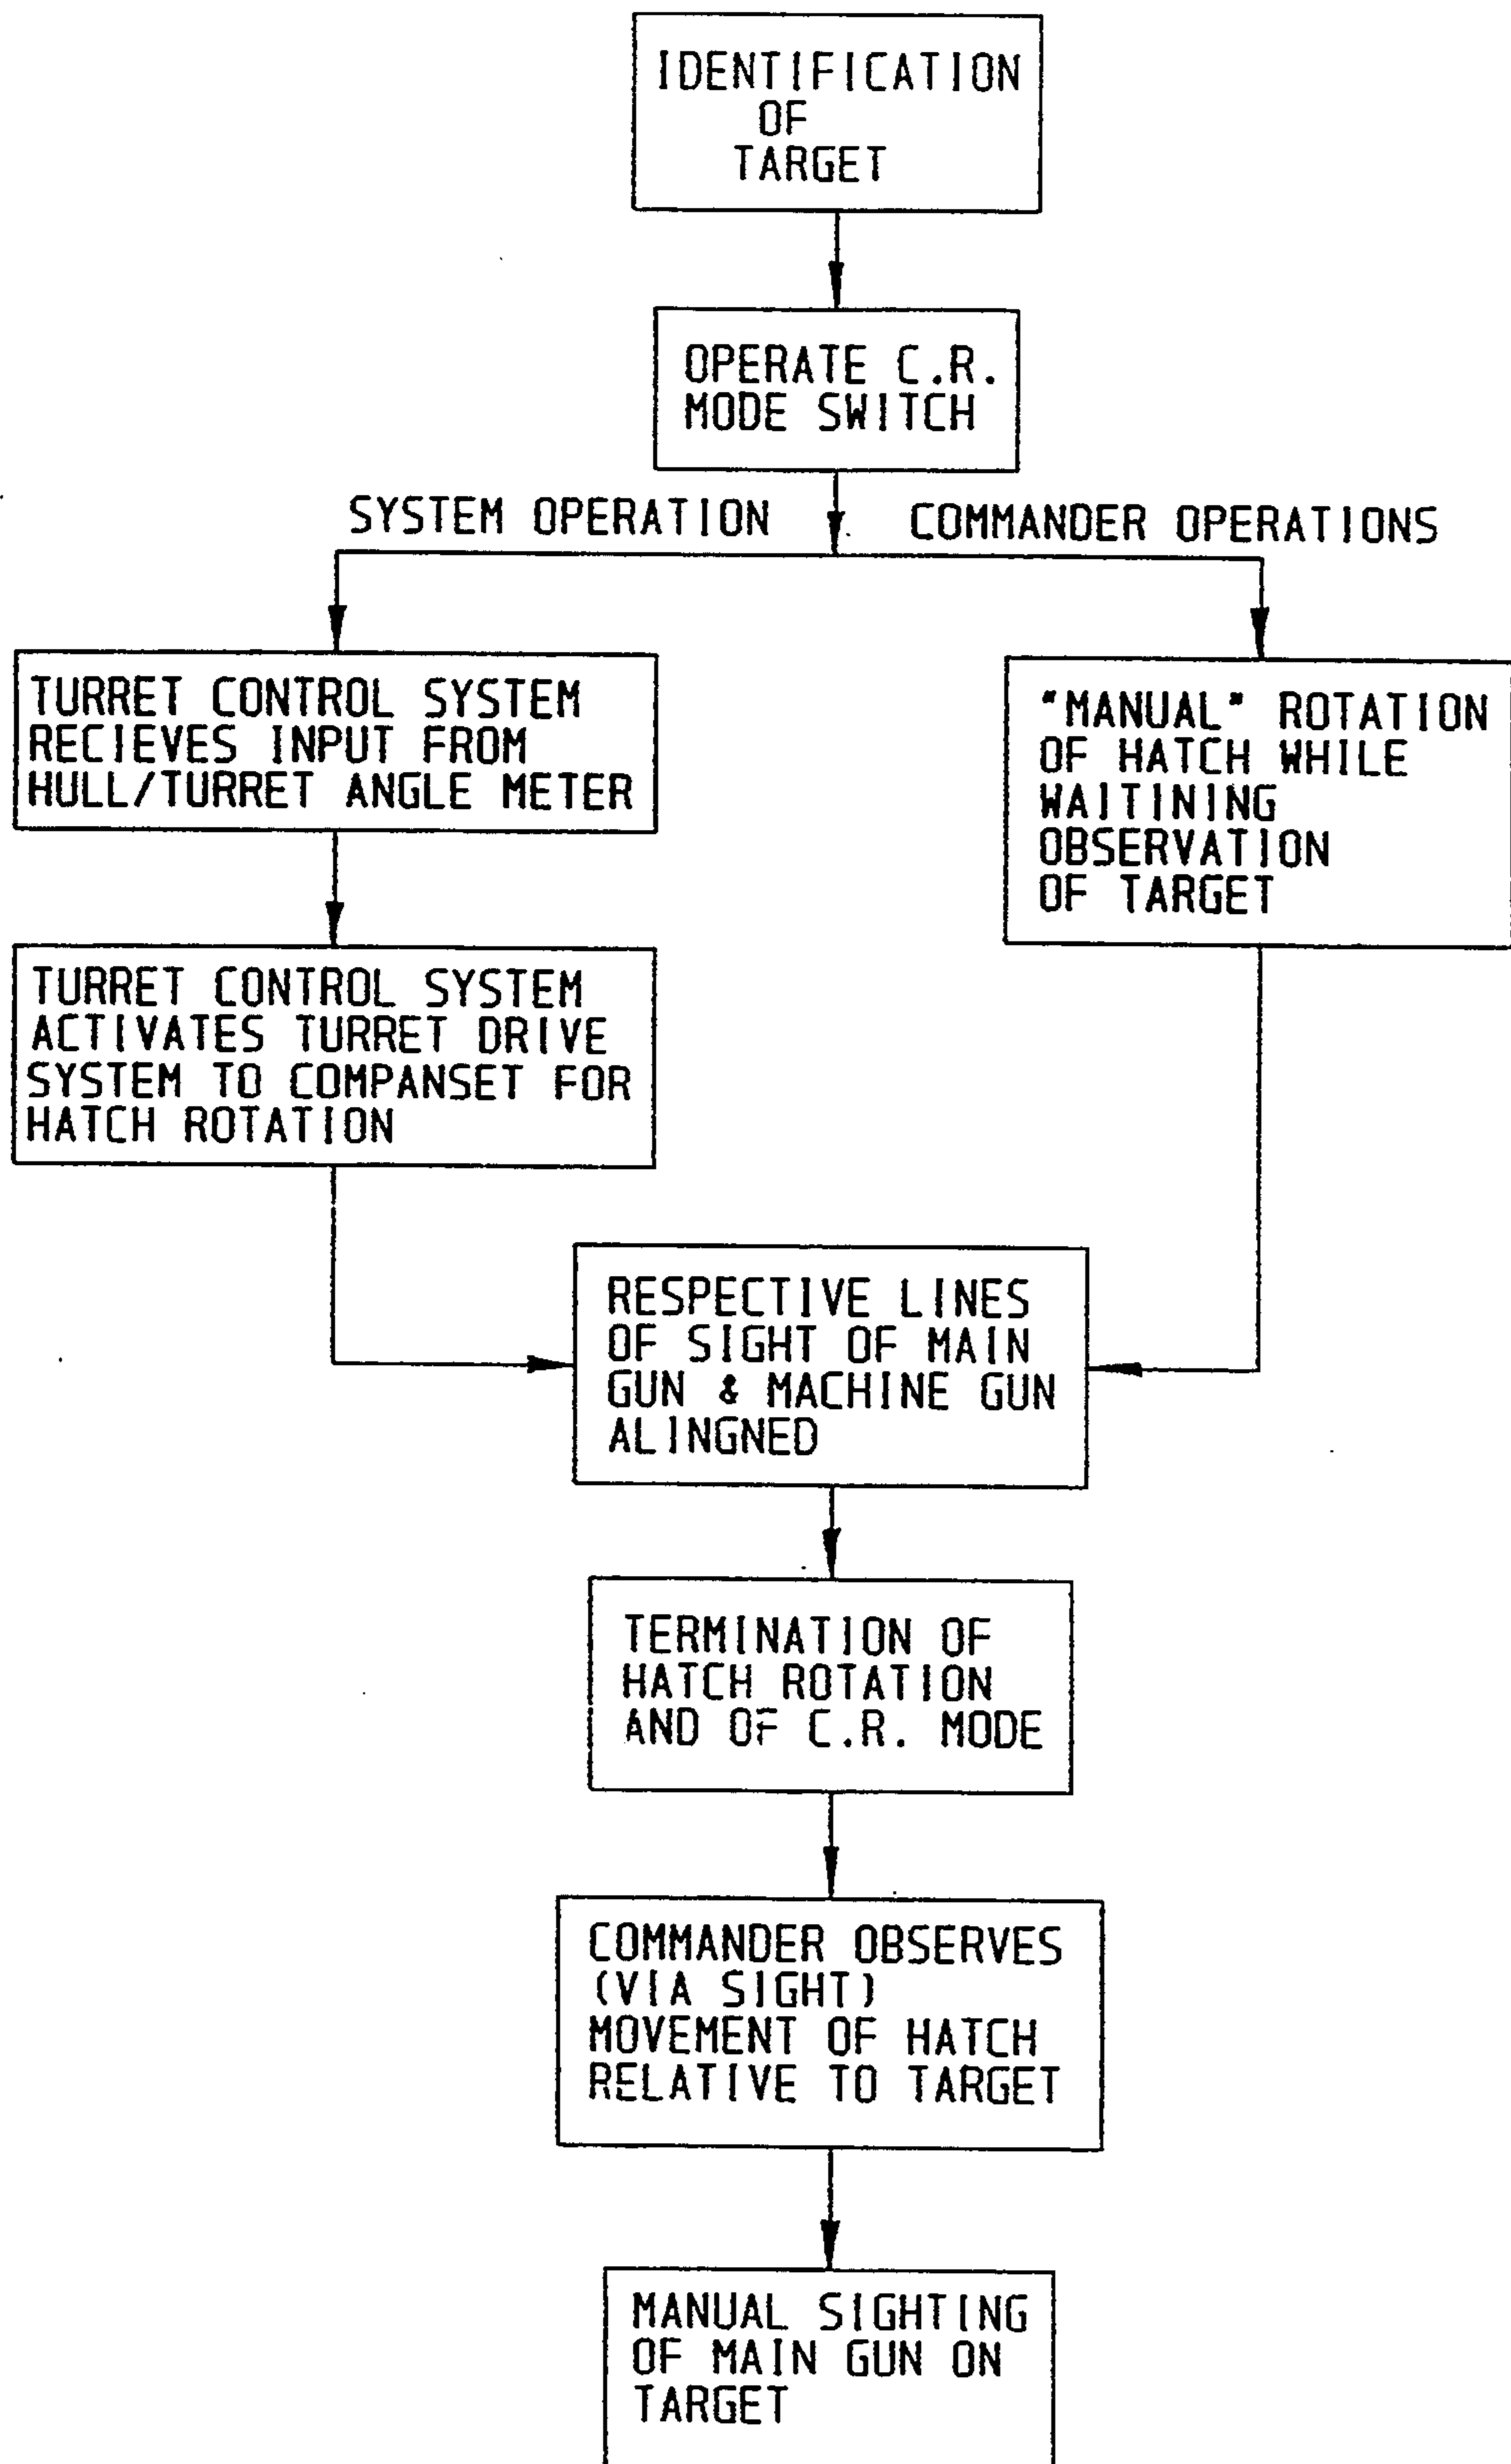 IDENTIFICATION
OF
TARGET
OPERATE C.R.
MODE SWITCH
SYSTEM OPERATION
COMMANDER OPERATIONS
TURRET CONTROL SYSTEM
RECIEVES INPUT FROM
HULL/TURRET ANGLE METER
"MANUAL" ROTATION
OF HATCH WHILE
WAITINING
OBSERVATION
OF TARGET
TURRET CONTROL SYSTEM
ACTIVATES TURRET DRIVE
SYSTEM TO COMPANSET FOR
HATCH ROTATION
RESPECTIVE LINES
OF SIGHT OF MAIN
GUN & MACHINE GUN
ALINGNED
TERMINATION OF
HATCH ROTATION
AND OF C.R. MODE
COMMANDER OBSERVES
(VIA SIGHT)
MOVEMENT OF HATCH
RELATIVE TO TARGET
MANUAL SIGHTING
OF MAIN GUN ON
TARGET